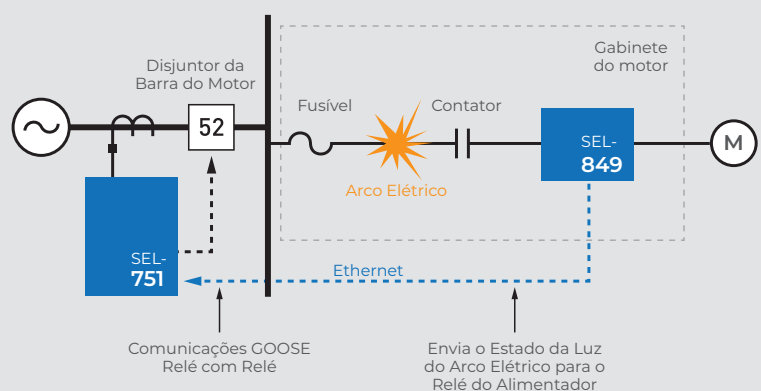 Disjuntor da
Barra do Motor
52
Fusível
Contator
Gabinete
do motor
Arco Elétrico
SEL-
849
M
SEL-
751
Ethernet
Comunicações GOOSE
Relé com Relé
Envia o Estado da Luz
do Arco Elétrico para o
Relé do Alimentador